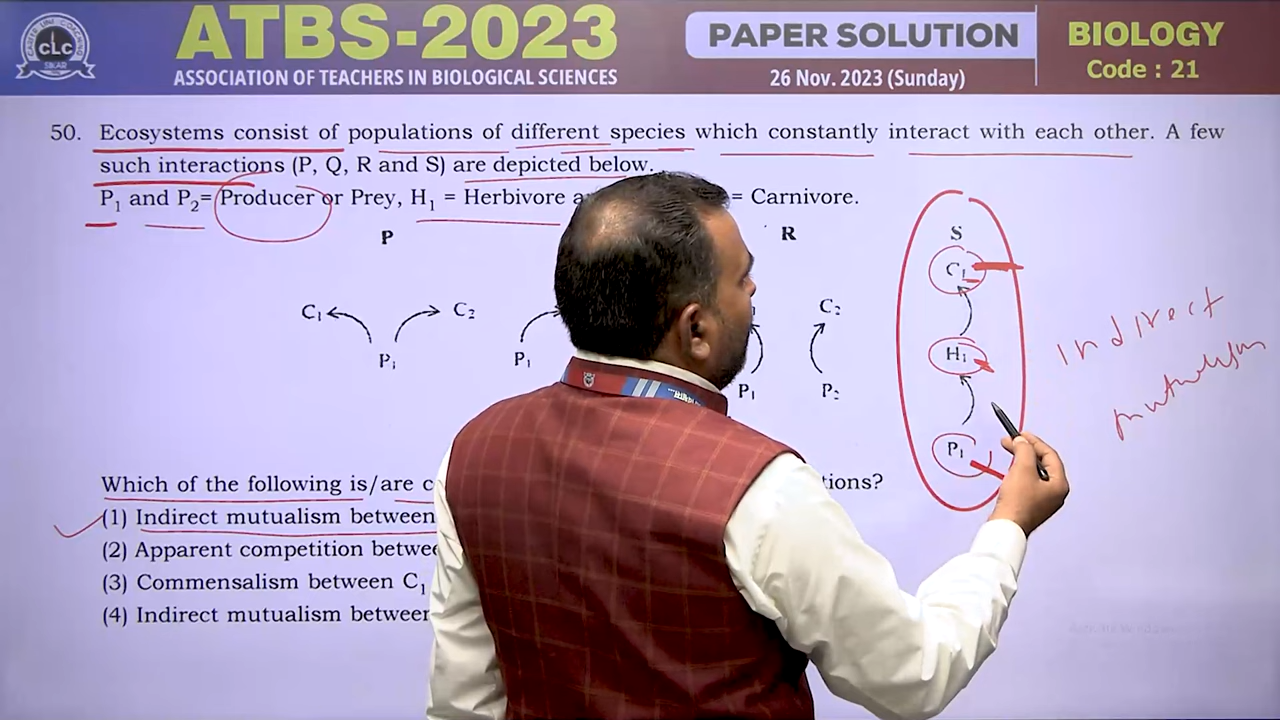 CLC
SIKAR
ATBS-2023
ASSOCIATION OF TEACHERS IN BIOLOGICAL SCIENCES
PAPER SOLUTION
26 Nov. 2023 (Sunday)
BIOLOGY
Code : 21
50. Ecosystems consist of populations of different species which constantly interact with each other. A few
such interactions (P, Q, R and S) are depicted below.
P₁ and P₂= Producer or Prey, H₁ = Herbivore = Carnivore.
P R S
C₁
C₁ C₂ C₂
H₁
P₁ P₁
P₁ P₂
P₁
Indirect
mutualism
Which of the following is/are tions?
(1) Indirect mutualism between
(2) Apparent competition
(3) Commensalism between C₁
(4) Indirect mutualism between